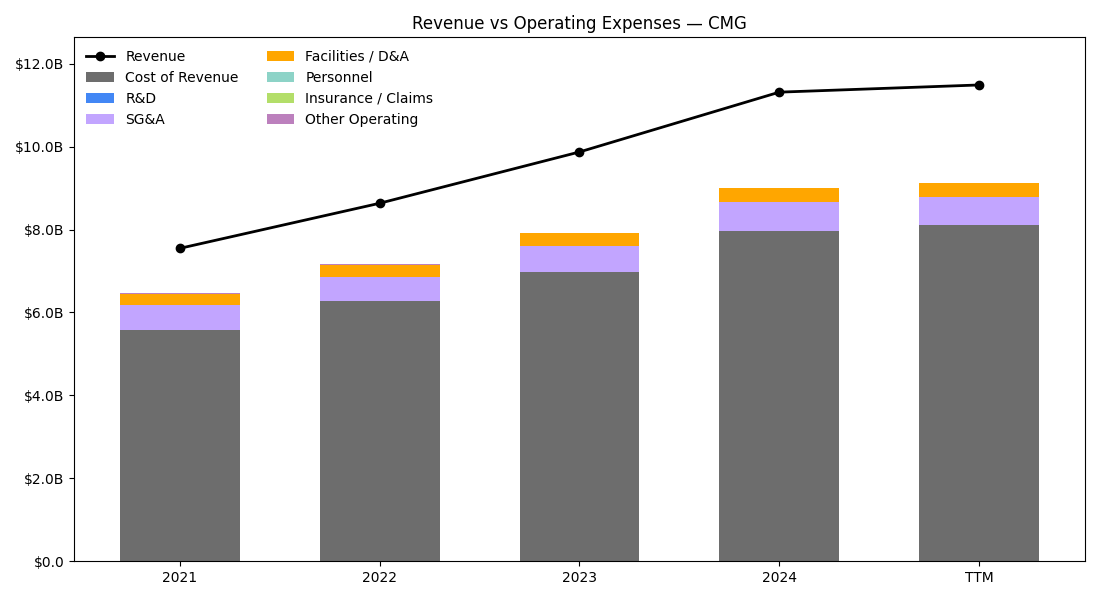 Revenue vs Operating Expenses — CMG
Revenue
Cost of Revenue
R&D
SG&A
Facilities / D&A
Personnel
Insurance / Claims
Other Operating
$12.0B
$10.0B
$8.0B
$6.0B
$4.0B
$2.0B
$0.0
2021 2022 2023 2024 TTM